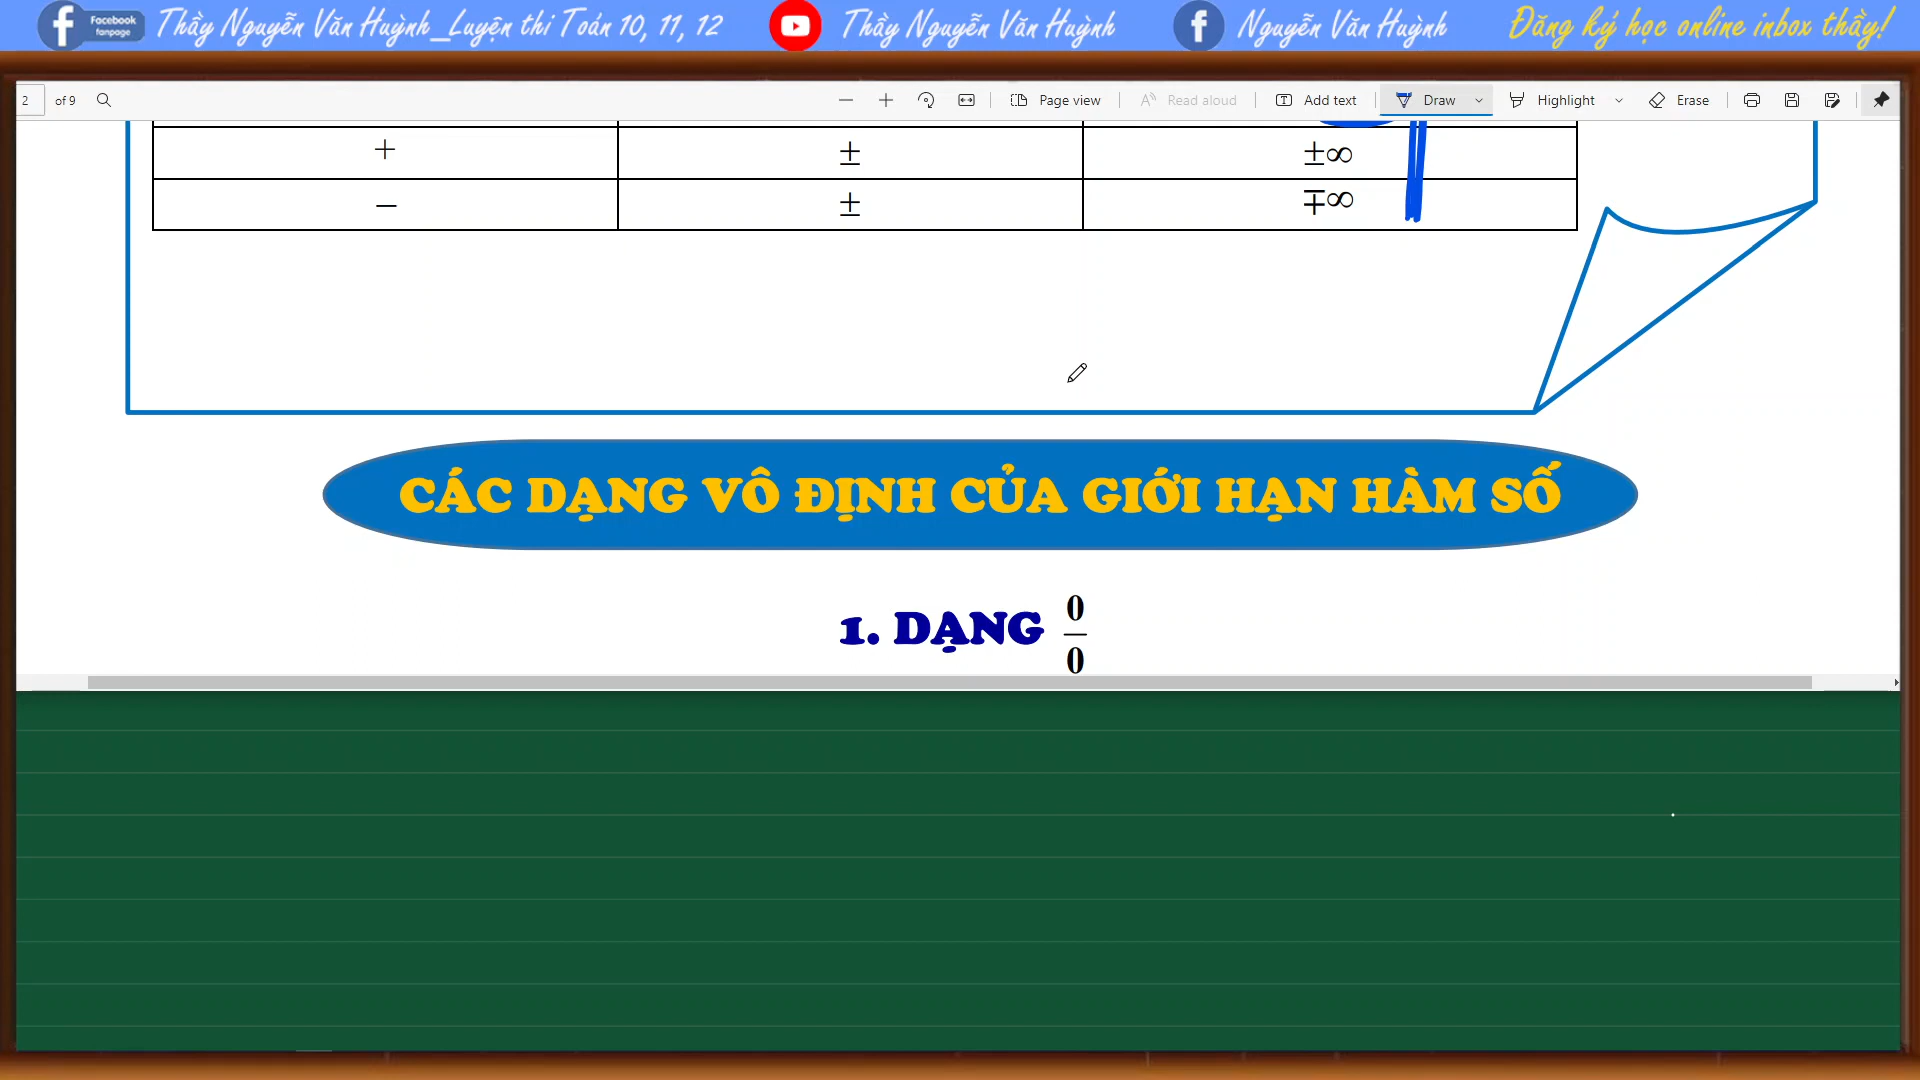 Facebook fanpage Thầy Nguyễn Văn Huỳnh_Luyện thi Toán 10, 11, 12 Thầy Nguyễn Văn Huỳnh Nguyễn Văn Huỳnh Đăng ký học online inbox thầy!
2 of 9 Page view Read aloud Add text Draw Highlight Erase
+ ± ±∞
− ± ∓∞
CÁC DẠNG VÔ ĐỊNH CỦA GIỚI HẠN HÀM SỐ
1. DẠNG 0/0